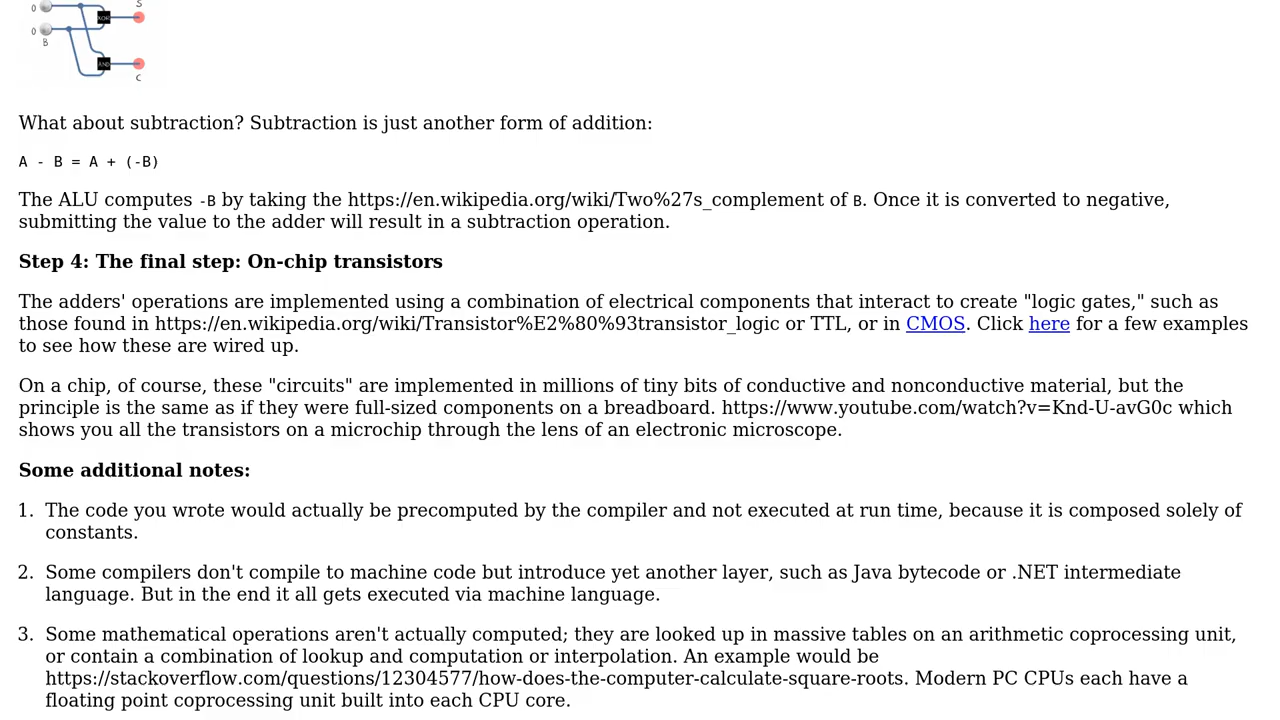 S
0
XOR
0
B
AND
C
What about subtraction? Subtraction is just another form of addition:
A - B = A + (-B)
The ALU computes -B by taking the https://en.wikipedia.org/wiki/Two%27s_complement of B. Once it is converted to negative,
submitting the value to the adder will result in a subtraction operation.
Step 4: The final step: On-chip transistors
The adders' operations are implemented using a combination of electrical components that interact to create "logic gates," such as
those found in https://en.wikipedia.org/wiki/Transistor%E2%80%93transistor_logic or TTL, or in CMOS. Click here for a few examples
to see how these are wired up.
On a chip, of course, these "circuits" are implemented in millions of tiny bits of conductive and nonconductive material, but the
principle is the same as if they were full-sized components on a breadboard. https://www.youtube.com/watch?v=Knd-U-avG0c which
shows you all the transistors on a microchip through the lens of an electronic microscope.
Some additional notes:
1. The code you wrote would actually be precomputed by the compiler and not executed at run time, because it is composed solely of
constants.
2. Some compilers don't compile to machine code but introduce yet another layer, such as Java bytecode or .NET intermediate
language. But in the end it all gets executed via machine language.
3. Some mathematical operations aren't actually computed; they are looked up in massive tables on an arithmetic coprocessing unit,
or contain a combination of lookup and computation or interpolation. An example would be
https://stackoverflow.com/questions/12304577/how-does-the-computer-calculate-square-roots. Modern PC CPUs each have a
floating point coprocessing unit built into each CPU core.